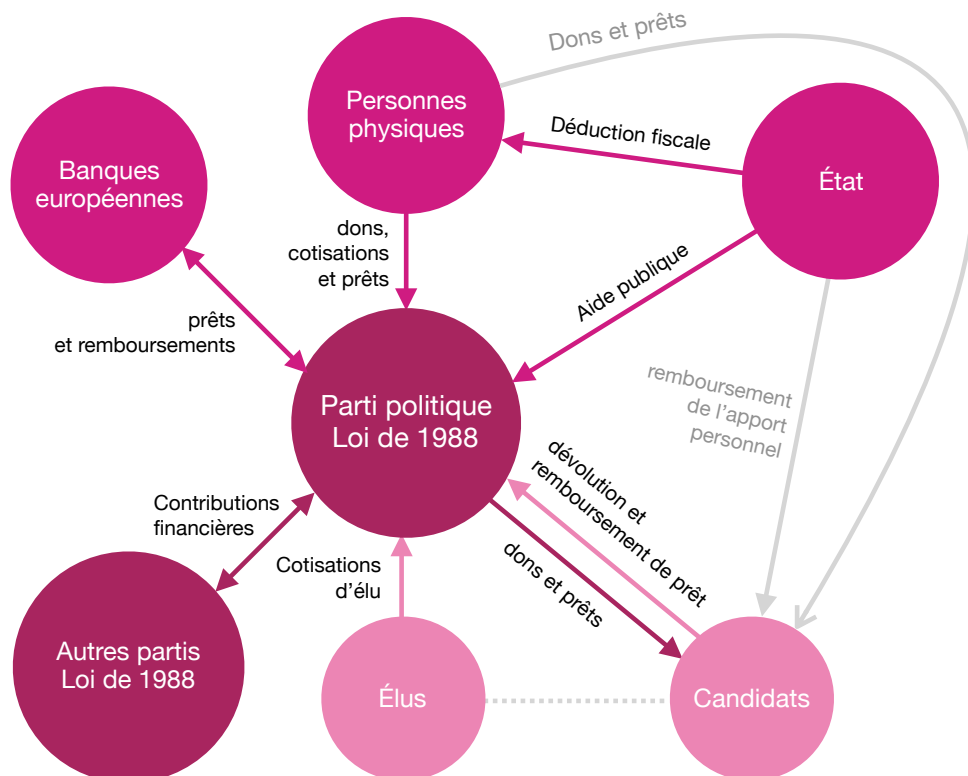 Dons et prêts
Personnes
physiques
Déduction fiscale
Banques
européennes
État
dons,
cotisations
et prêts
Aide publique
prêts
et remboursements
remboursement
de l'apport
personnel
Parti politique
Loi de 1988
dévolution et
remboursement de prêt
Contributions
financières
Cotisations
d'élu
dons et prêts
Autres partis
Loi de 1988
Élus
Candidats